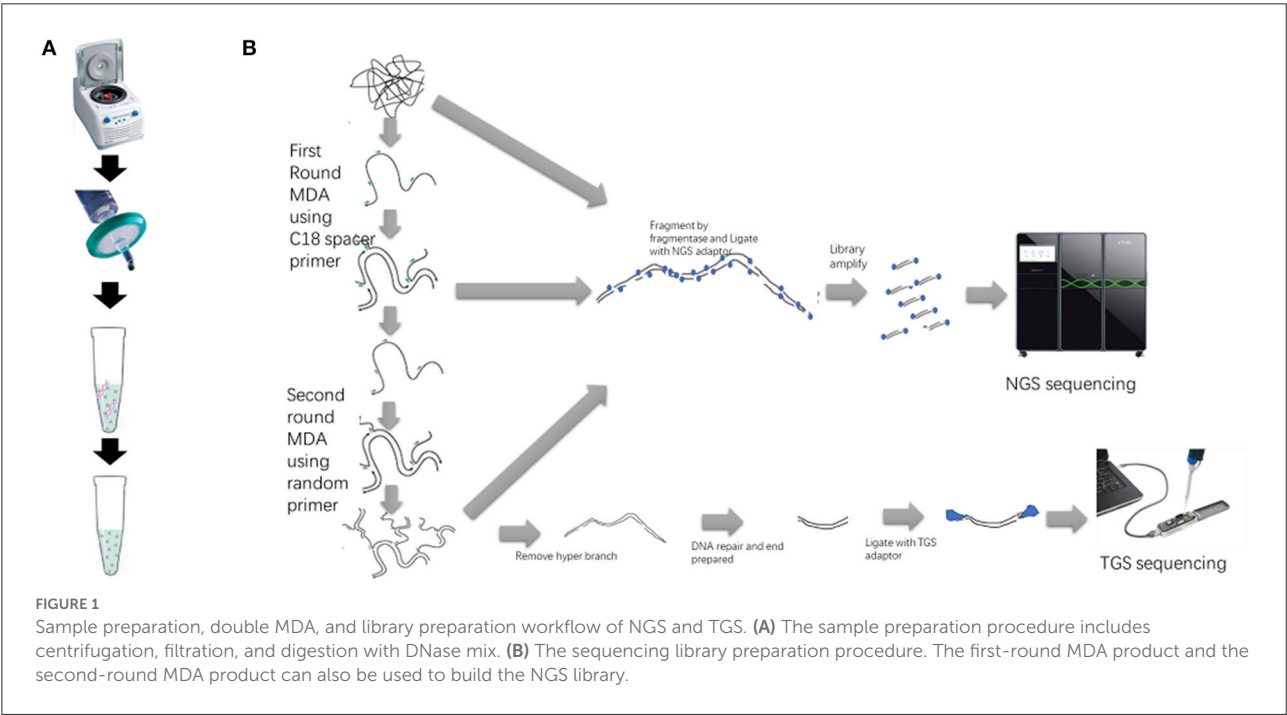 A
B
First
Round
MDA
using
C18 spacer
primer
Second
round
MDA
using
random
primer
Fragment by
fragmentase and Ligate
with NGS adaptor
Library
amplify
NGS sequencing
Remove hyper branch
DNA repair and end
prepared
Ligate with TGS
adaptor
TGS sequencing
FIGURE 1
Sample preparation, double MDA, and library preparation workflow of NGS and TGS. (A) The sample preparation procedure includes
centrifugation, filtration, and digestion with DNase mix. (B) The sequencing library preparation procedure. The first-round MDA product and the
second-round MDA product can also be used to build the NGS library.